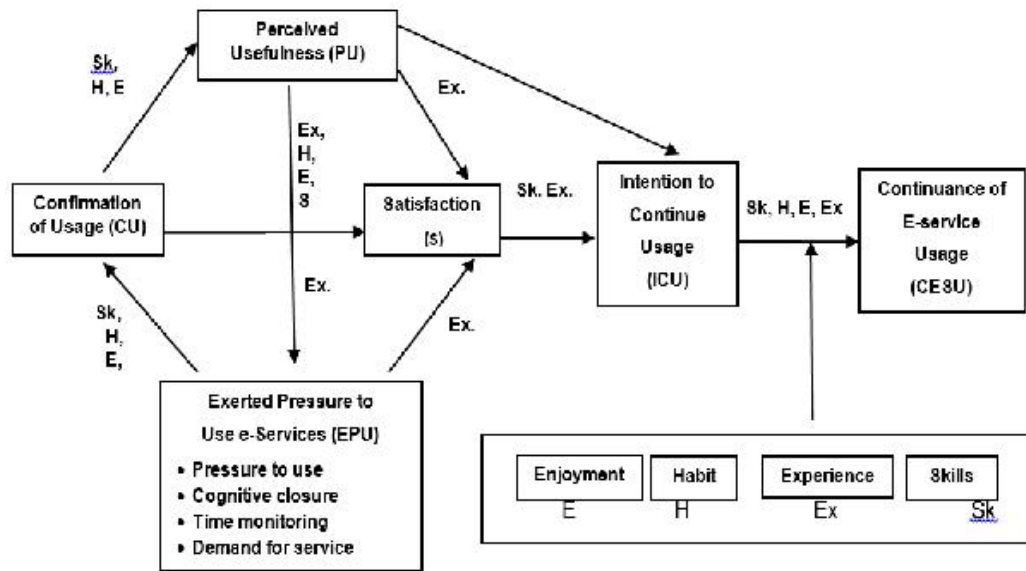 Perceived
Usefulness (PU)
Sk,
H, E
Ex.
Ex,
H,
E,
S
Confirmation
of Usage (CU)
Satisfaction
(s)
Sk. Ex.
Intention to
Continue
Usage
(ICU)
Sk, H, E, Ex
Continuance of
E-service
Usage
(CESU)
Ex.
Sk,
H,
E,
Ex.
Exerted Pressure to
Use e-Services (EPU)
• Pressure to use
• Cognitive closure
• Time monitoring
• Demand for service
Enjoyment
Habit
Experience
Skills
E
H
Ex
Sk